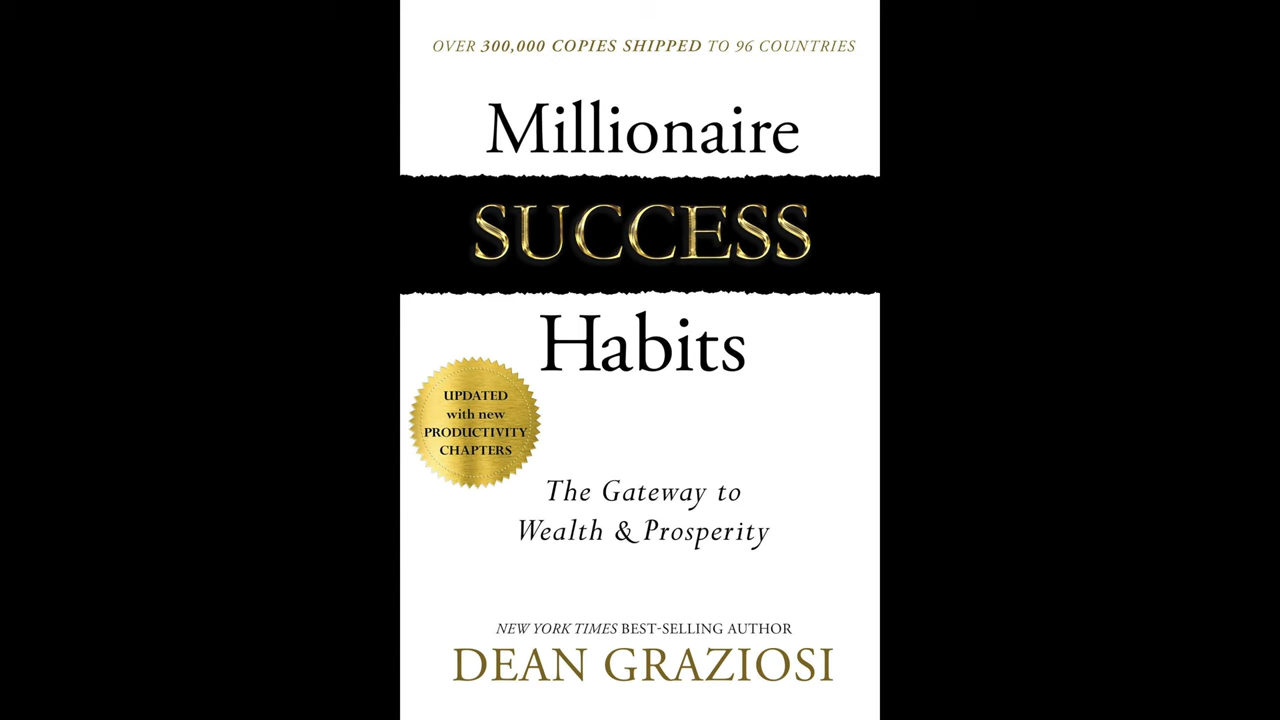 OVER 300,000 COPIES SHIPPED TO 96 COUNTRIES
Millionaire
SUCCESS
Habits
UPDATED
with new
PRODUCTIVITY
CHAPTERS
The Gateway to
Wealth & Prosperity
NEW YORK TIMES BEST-SELLING AUTHOR
DEAN GRAZIOSI